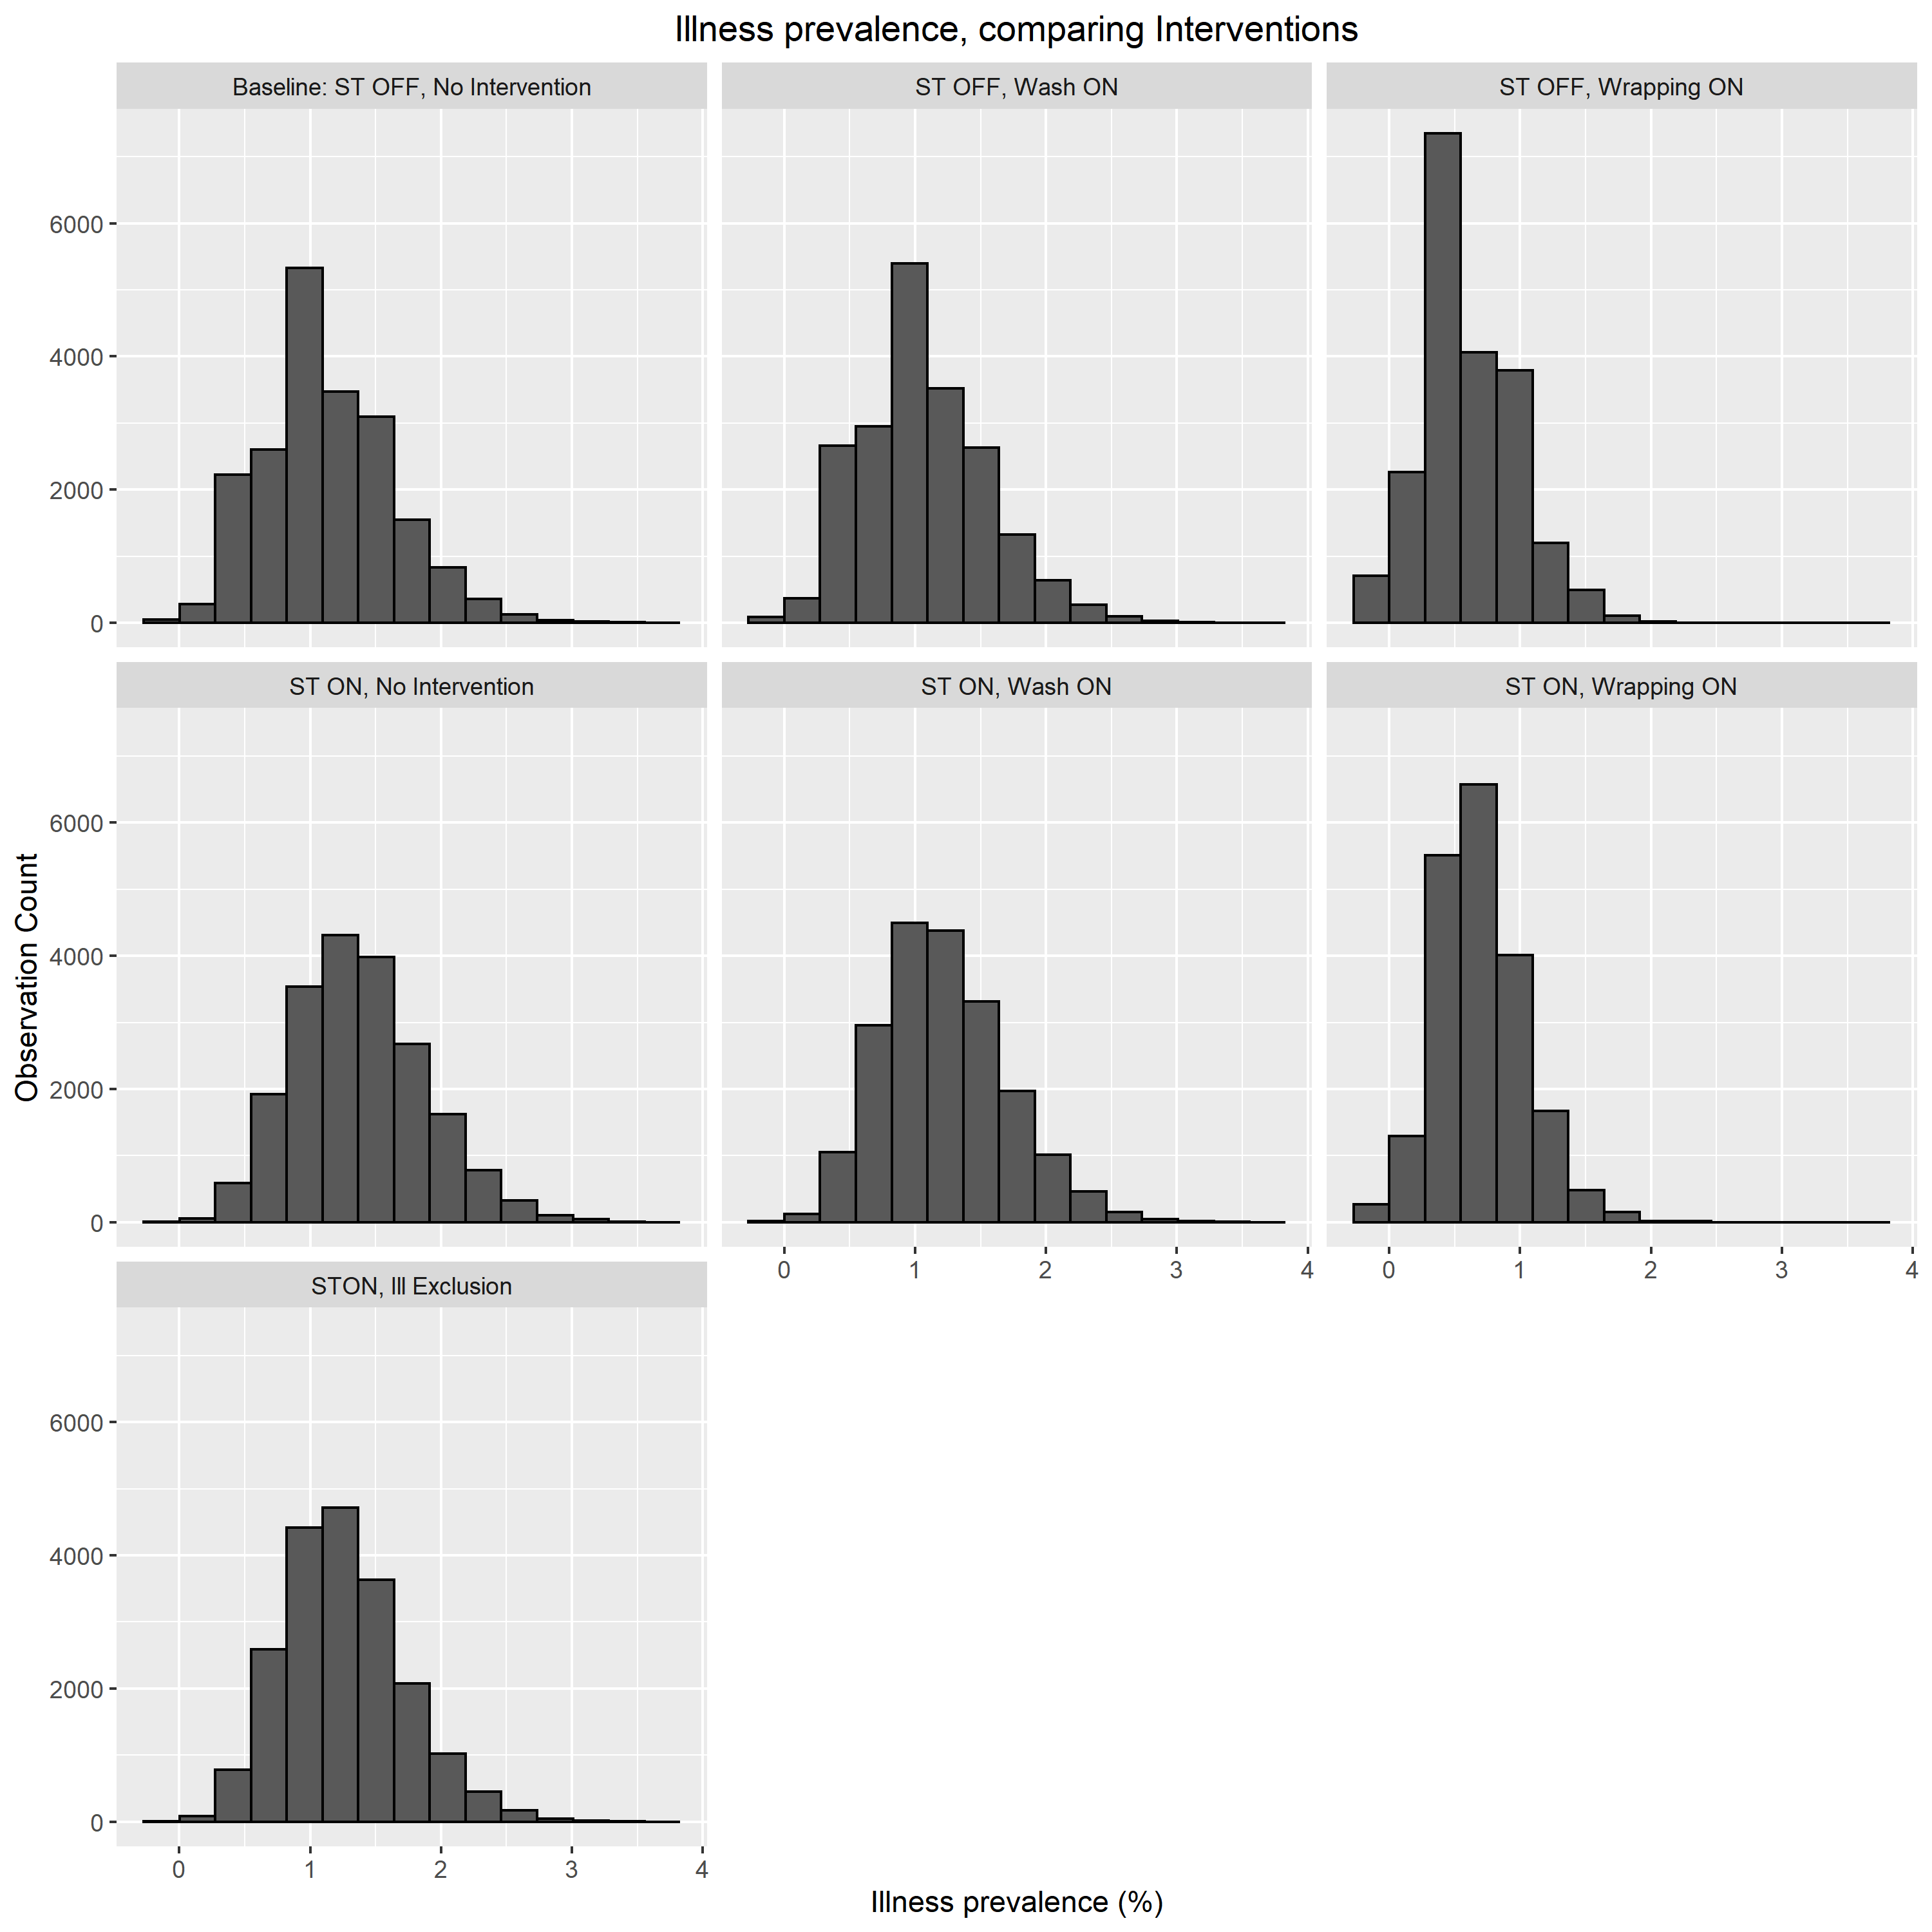 Illness prevalence, comparing Interventions
Baseline: ST OFF, No Intervention
ST OFF, Wash ON
ST OFF, Wrapping ON
6000
4000
2000
0
ST ON, No Intervention
ST ON, Wash ON
ST ON, Wrapping ON
6000
4000
2000
0
0 1 2 3 4
0 1 2 3 4
STON, Ill Exclusion
6000
4000
2000
0
0 1 2 3 4
Observation Count
Illness prevalence (%)